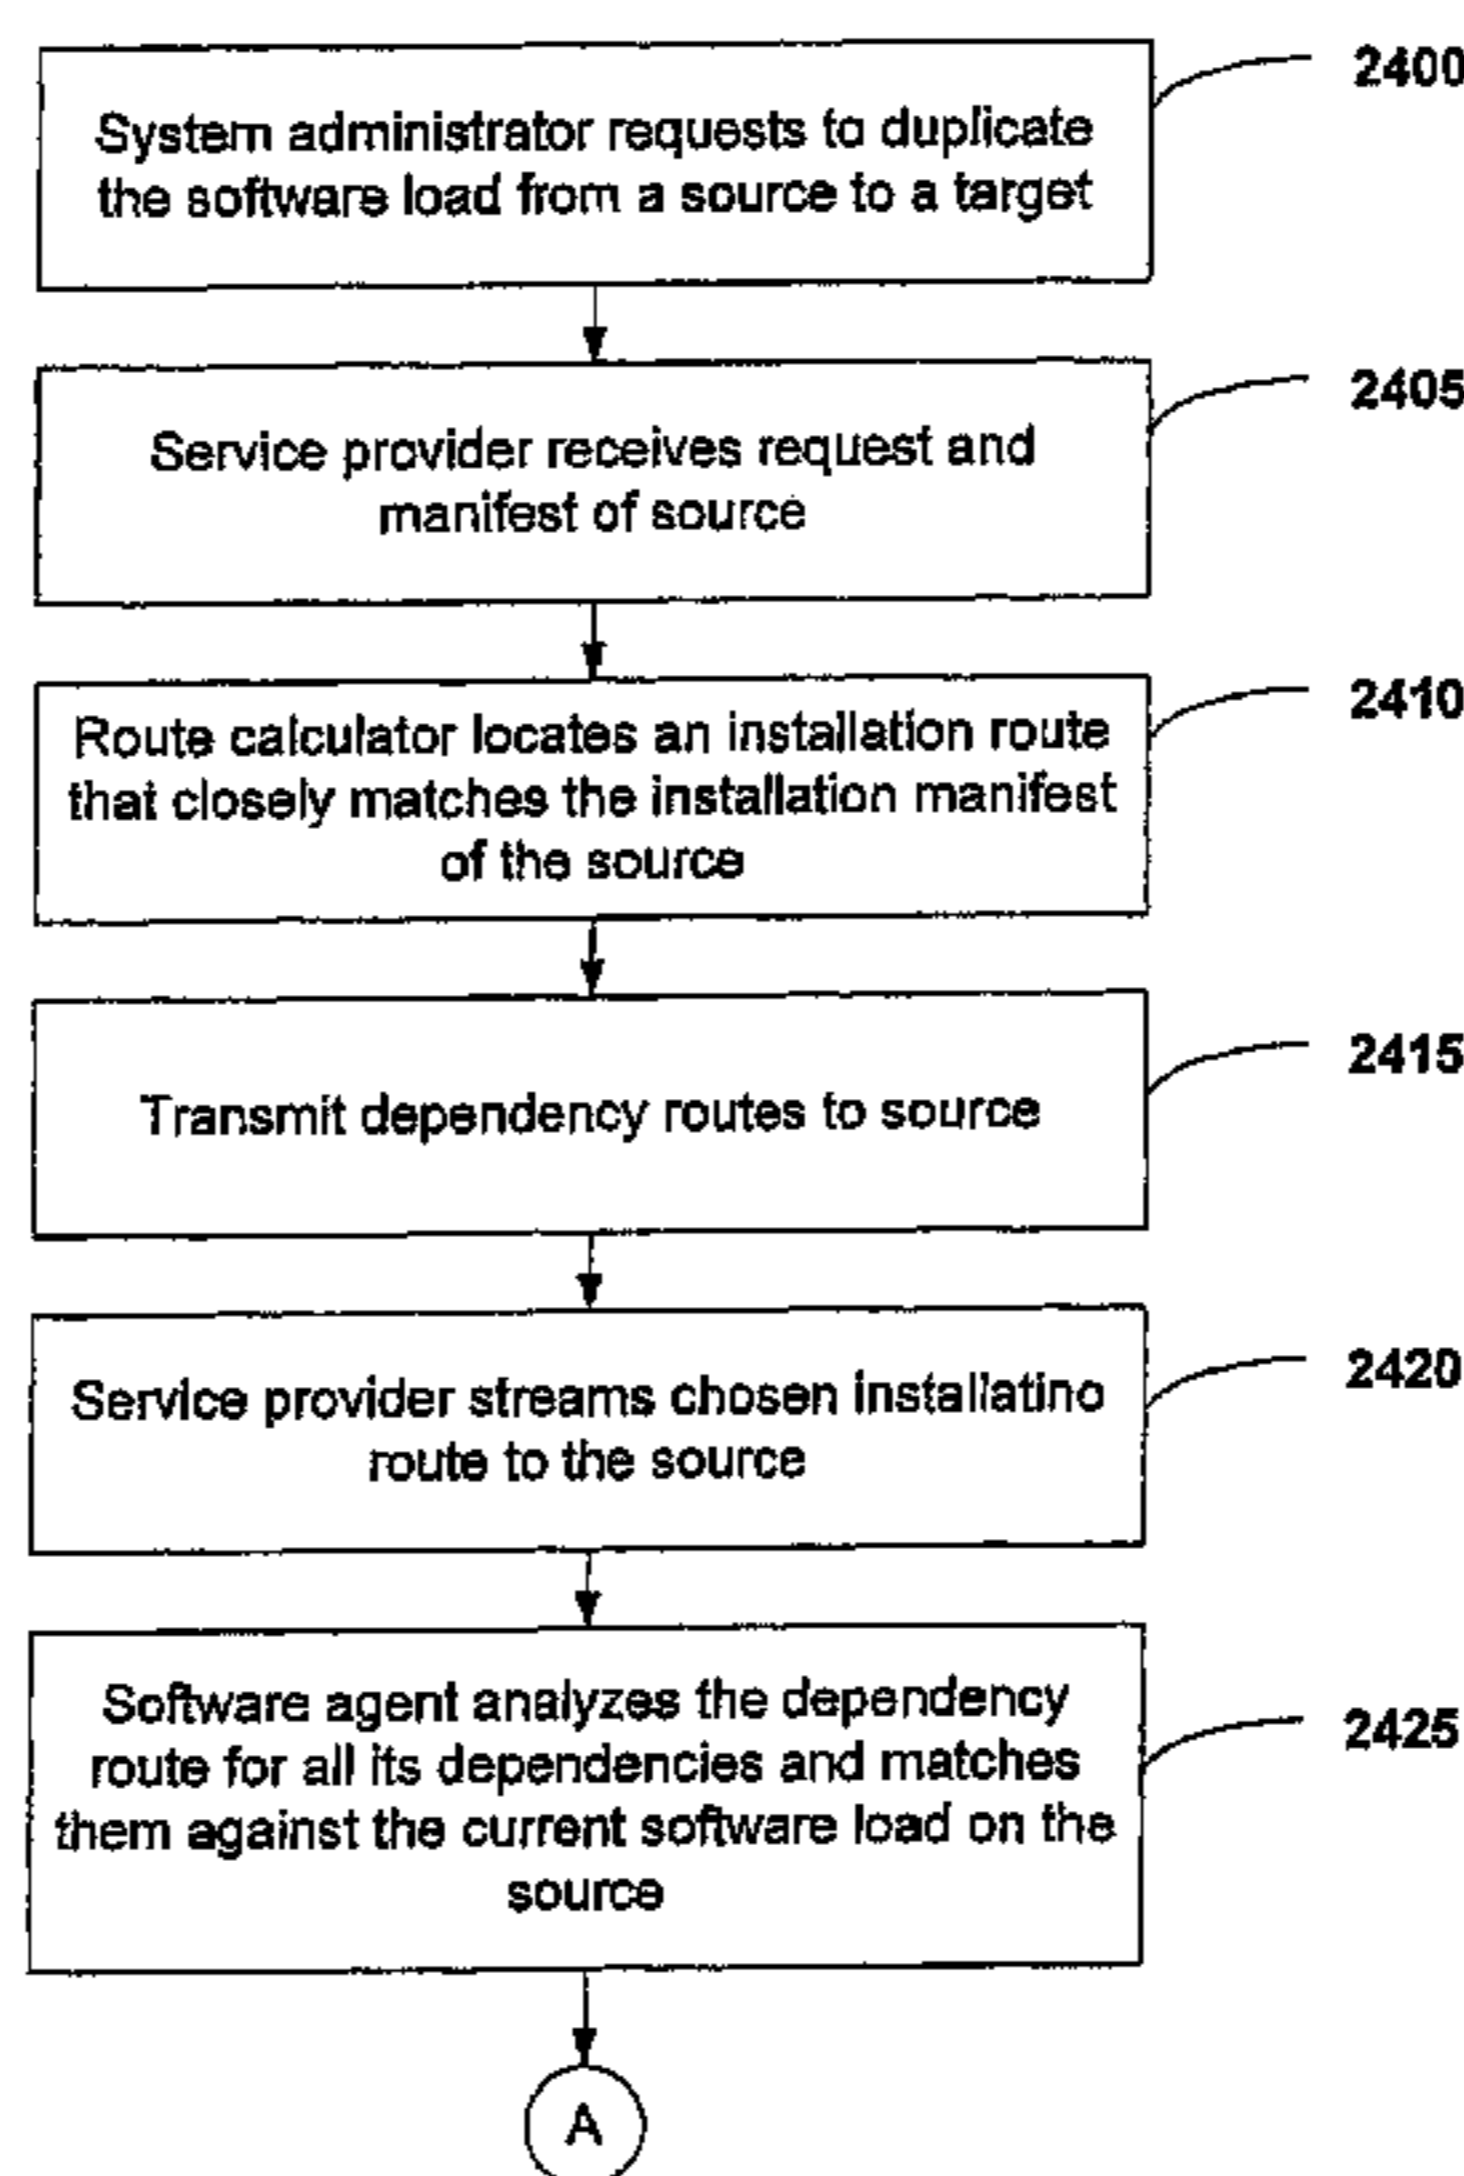 2400
System administrator requests to duplicate
the software load from a source to a target
2405
Service provider receives request and
manifest of source
2410
Route calculator locates an installation route
that closely matches the installation manifest
of the source
2415
Transmit dependency routes to source
2420
Service provider streams chosen installatino
route to the source
2425
Software agent analyzes the dependency
route for all its dependencies and matches
them against the current software load on the
source
A